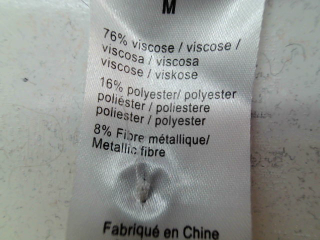 M
76% viscose / viscose /
viscosa / viscosa
viscose / viskose
16% polyester/ polyester
poliéster / poliestere
poliester / polyester
8% Fibre métallique/
Metallic fibre
Fabriqué en Chine